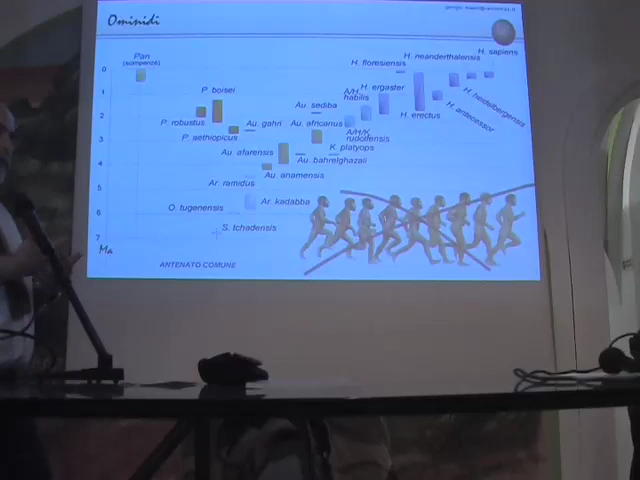 Ominidi
Pan
(scimpanzé)
H. sapiens
H. neanderthalensis
H. floresiensis
H. ergaster
A/H.
habilis
H. heidelbergensis
H. antecessor
H. erectus
P. boisei
P. robustus
P. aethiopicus
Au. sediba
Au. garhi
Au. africanus
A/H/K
rudolfensis
K. platyops
Au. afarensis
Au. bahrelghazali
Au. anamensis
Ar. ramidus
Ar. kadabba
O. tugenensis
S. tchadensis
0
1
2
3
4
5
6
7
Ma
ANTENATO COMUNE